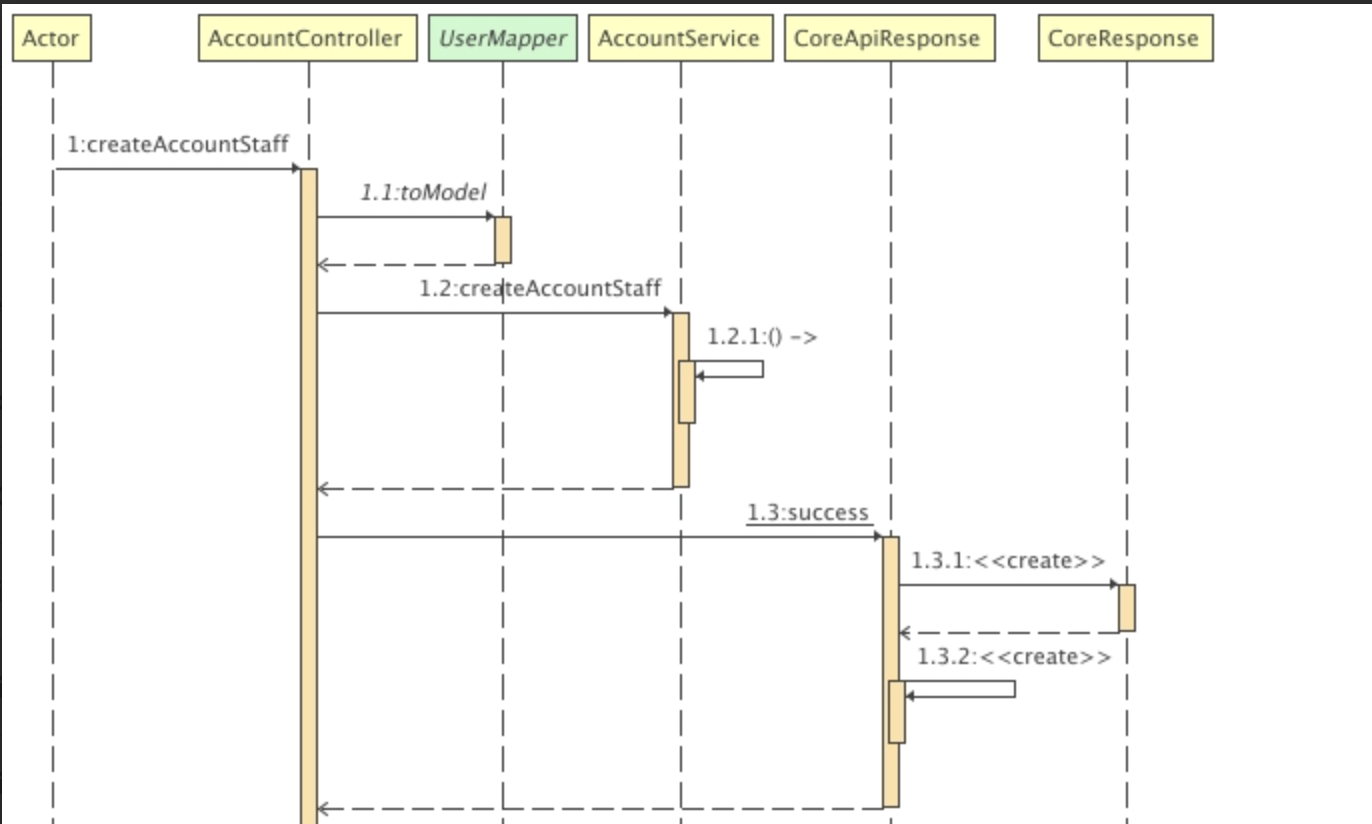 Actor
AccountController
UserMapper
AccountService
CoreApiResponse
CoreResponse
1:createAccountStaff
1.1:toModel
1.2:createAccountStaff
1.2.1:() ->
1.3:success
1.3.1:<<create>>
1.3.2:<<create>>